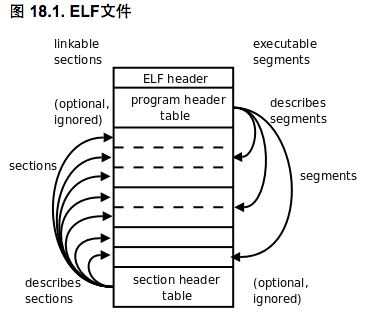 图 18.1. ELF文件
linkable
sections
executable
segments
ELF header
(optional,
ignored)
program header
table
describes
segments
sections
segments
describes
sections
section header
table
(optional,
ignored)